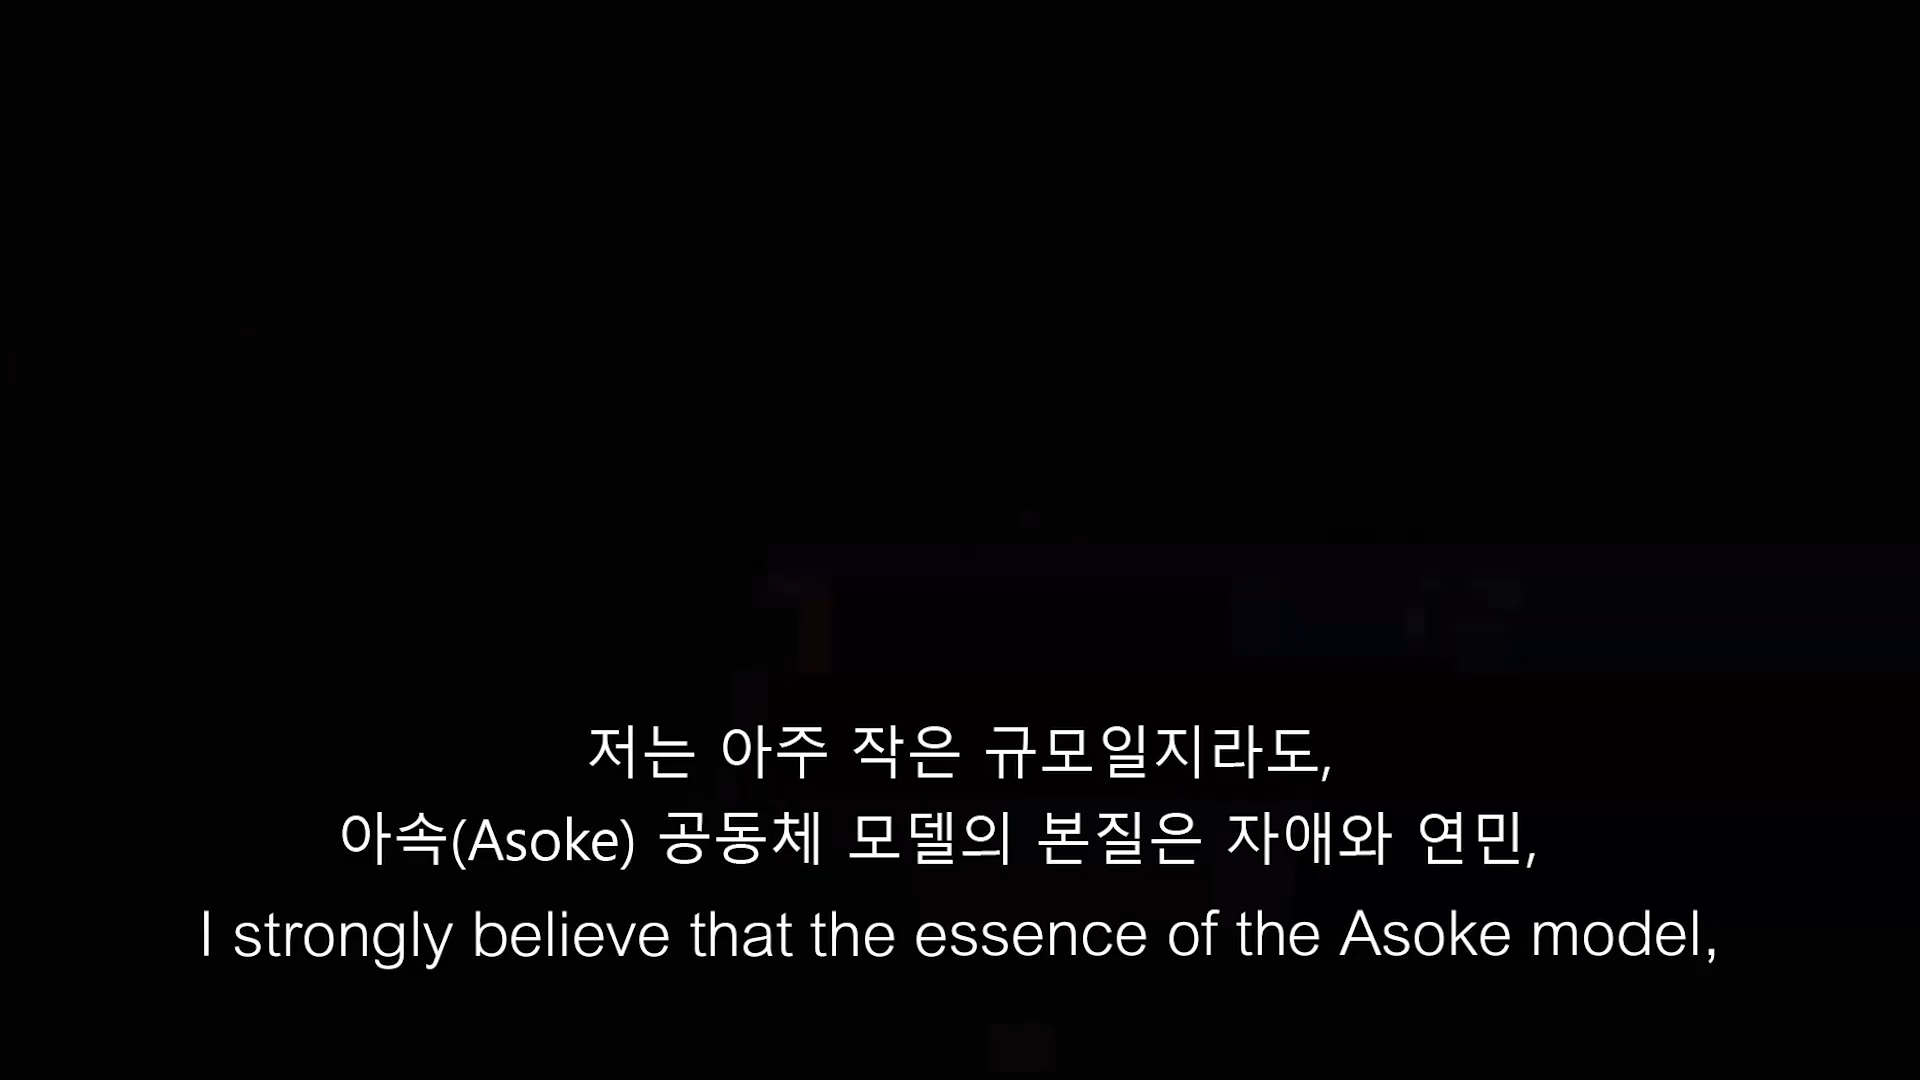 저는 아주 작은 규모일지라도,
아속(Asoke) 공동체 모델의 본질은 자애와 연민,
I strongly believe that the essence of the Asoke model,